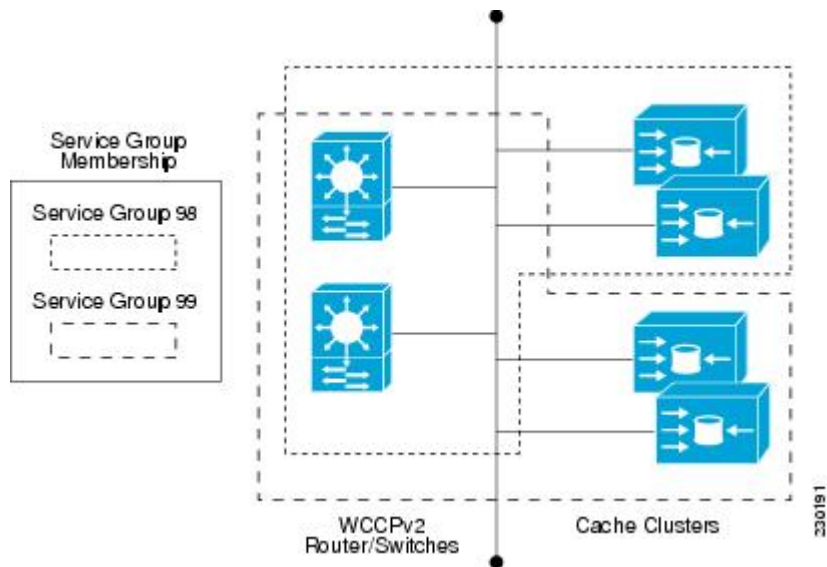 Service Group
Membership
Service Group 98
Service Group 99
WCCPv2
Router/Switches
Cache Clusters
230191